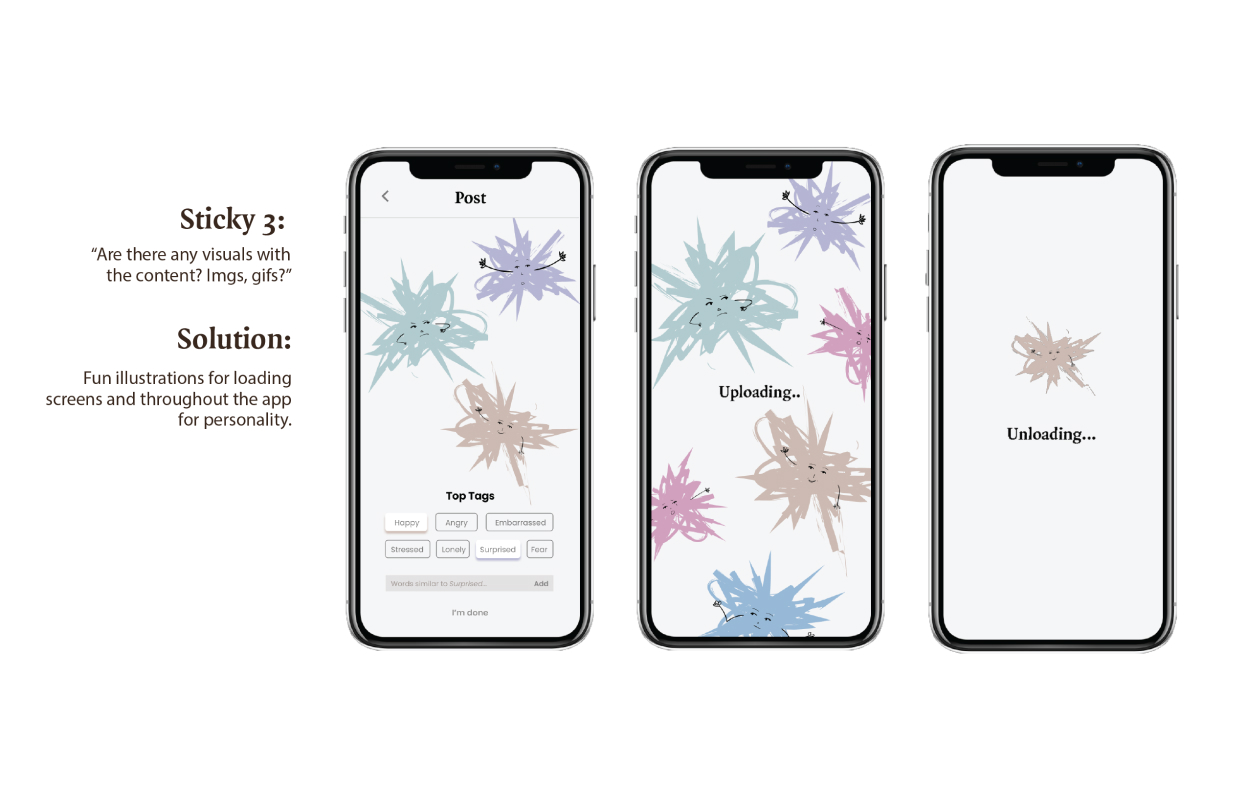 Sticky 3:
“Are there any visuals with
the content? Imgs, gifs?”
Solution:
Fun illustrations for loading
screens and throughout the app
for personality.
Post
Top Tags
Happy Angry Embarrassed
Stressed Lonely Surprised Fear
Words similar to Surprised... Add
I'm done
Uploading..
Unloading...